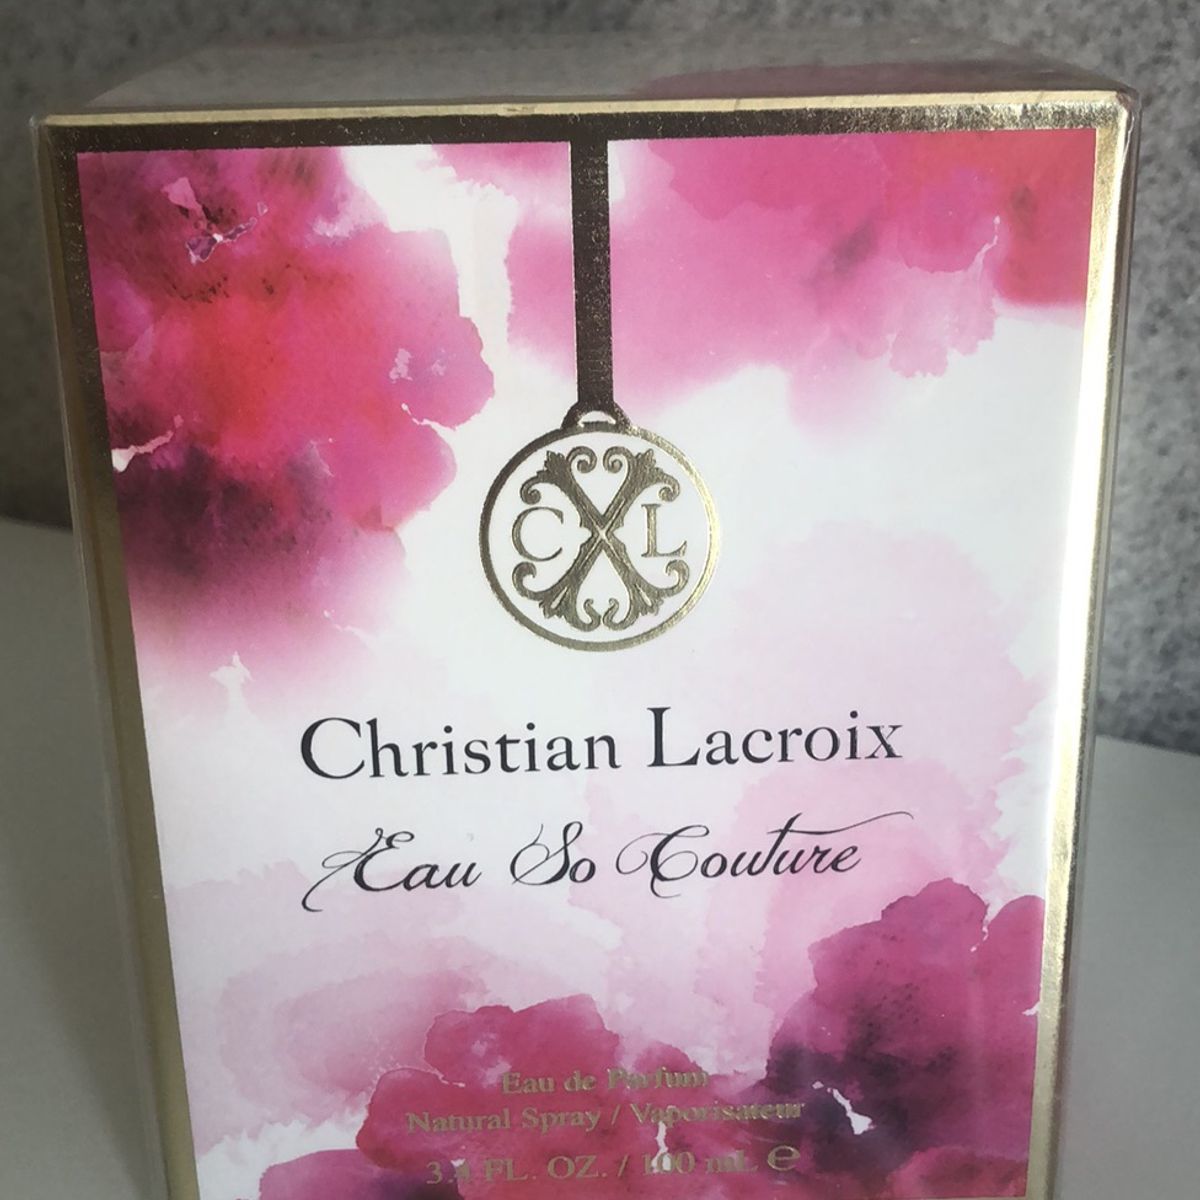 C X L
Christian Lacroix
Eau So Couture
Eau de Parfum
Natural Spray / Vaporisateur
3.4 FL. OZ. / 100 mL ℮